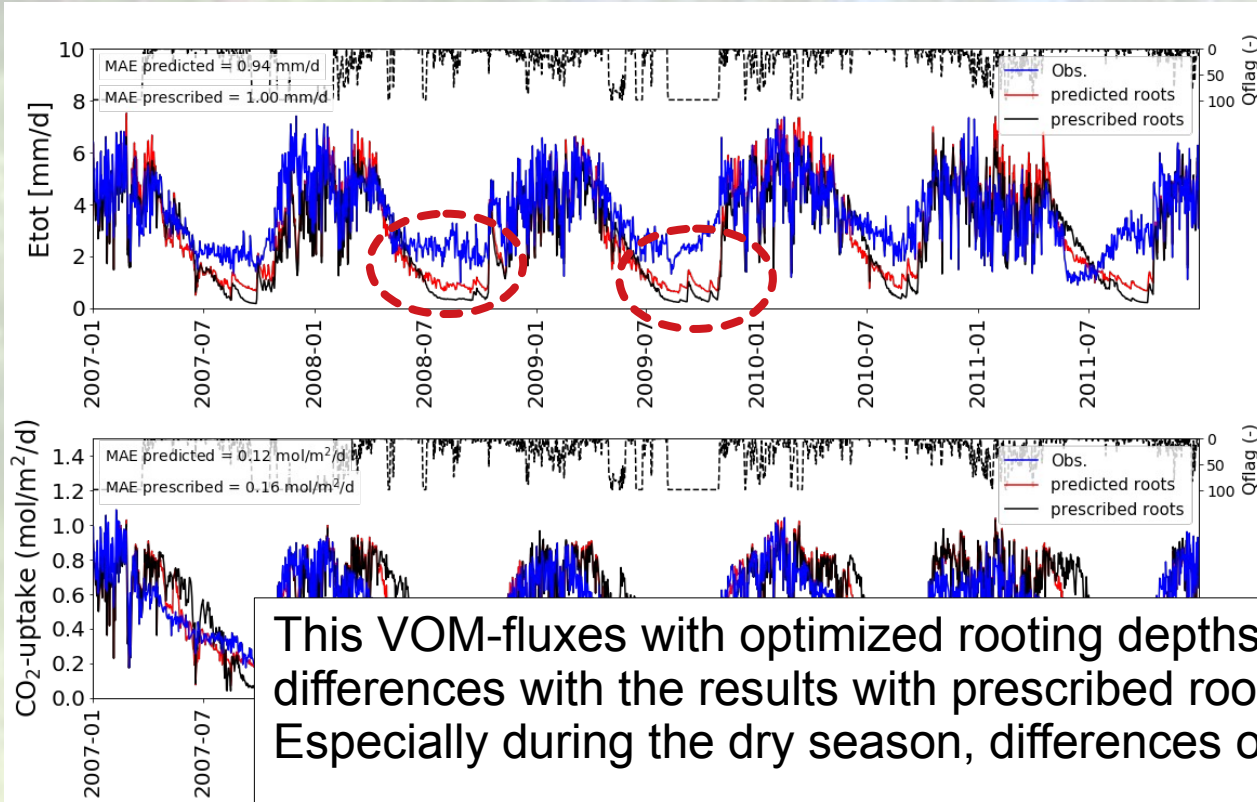 10
8
6
4
2
0
Etot [mm/d]
MAE predicted = 0.94 mm/d
MAE prescribed = 1.00 mm/d
Obs.
predicted roots
prescribed roots
0
50
100
Qflag (-)
2007-01
2007-07
2008-01
2008-07
2009-01
2009-07
2010-01
2010-07
2011-01
2011-07
CO₂-uptake (mol/m²/d)
1.4
1.2
1.0
0.8
0.6
0.4
0.2
0.0
MAE predicted = 0.12 mol/m²/d
MAE prescribed = 0.16 mol/m²/d
Obs.
predicted roots
prescribed roots
0
50
100
Qflag (-)
2007-01
2007-07
This VOM-fluxes with optimized rooting depths
differences with the results with prescribed roo
Especially during the dry season, differences o